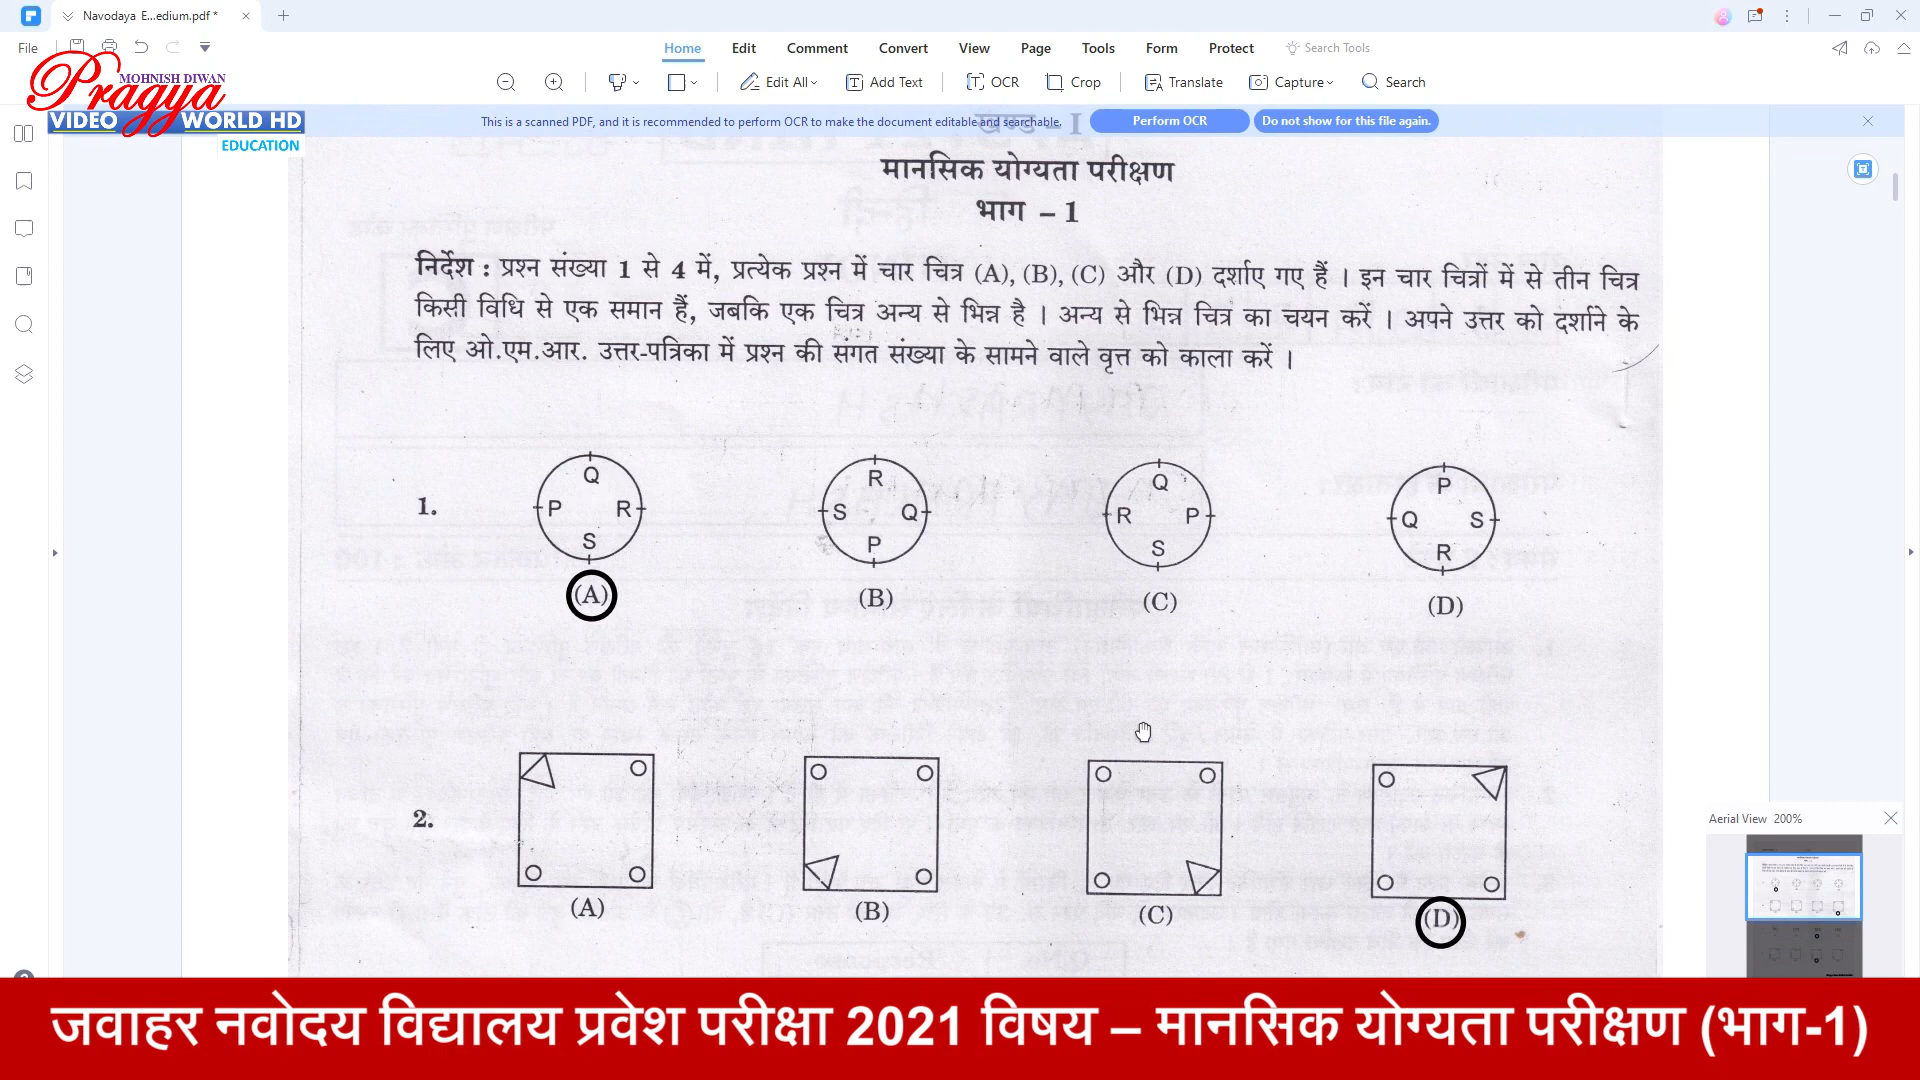 Navodaya E...edium.pdf *
File
Home Edit Comment Convert View Page Tools Form Protect Search Tools
Edit All Add Text OCR Crop Translate Capture Search
Pragya
MOHNISH DIWAN
VIDEO WORLD HD
EDUCATION
This is a scanned PDF, and it is recommended to perform OCR to make the document editable and searchable. Perform OCR Do not show for this file again.
खण्ड – I
मानसिक योग्यता परीक्षण
भाग – 1
निर्देश : प्रश्न संख्या 1 से 4 में, प्रत्येक प्रश्न में चार चित्र (A), (B), (C) और (D) दर्शाए गए हैं । इन चार चित्रों में से तीन चित्र
किसी विधि से एक समान हैं, जबकि एक चित्र अन्य से भिन्न है । अन्य से भिन्न चित्र का चयन करें । अपने उत्तर को दर्शाने के
लिए ओ.एम.आर. उत्तर-पत्रिका में प्रश्न की संगत संख्या के सामने वाले वृत्त को काला करें ।
1.
Q
P R
S
(A)
R
S Q
P
(B)
Q
R P
S
(C)
P
Q S
R
(D)
2.
(A) (B) (C) (D)
Aerial View 200%
जवाहर नवोदय विद्यालय प्रवेश परीक्षा 2021 विषय – मानसिक योग्यता परीक्षण (भाग-1)